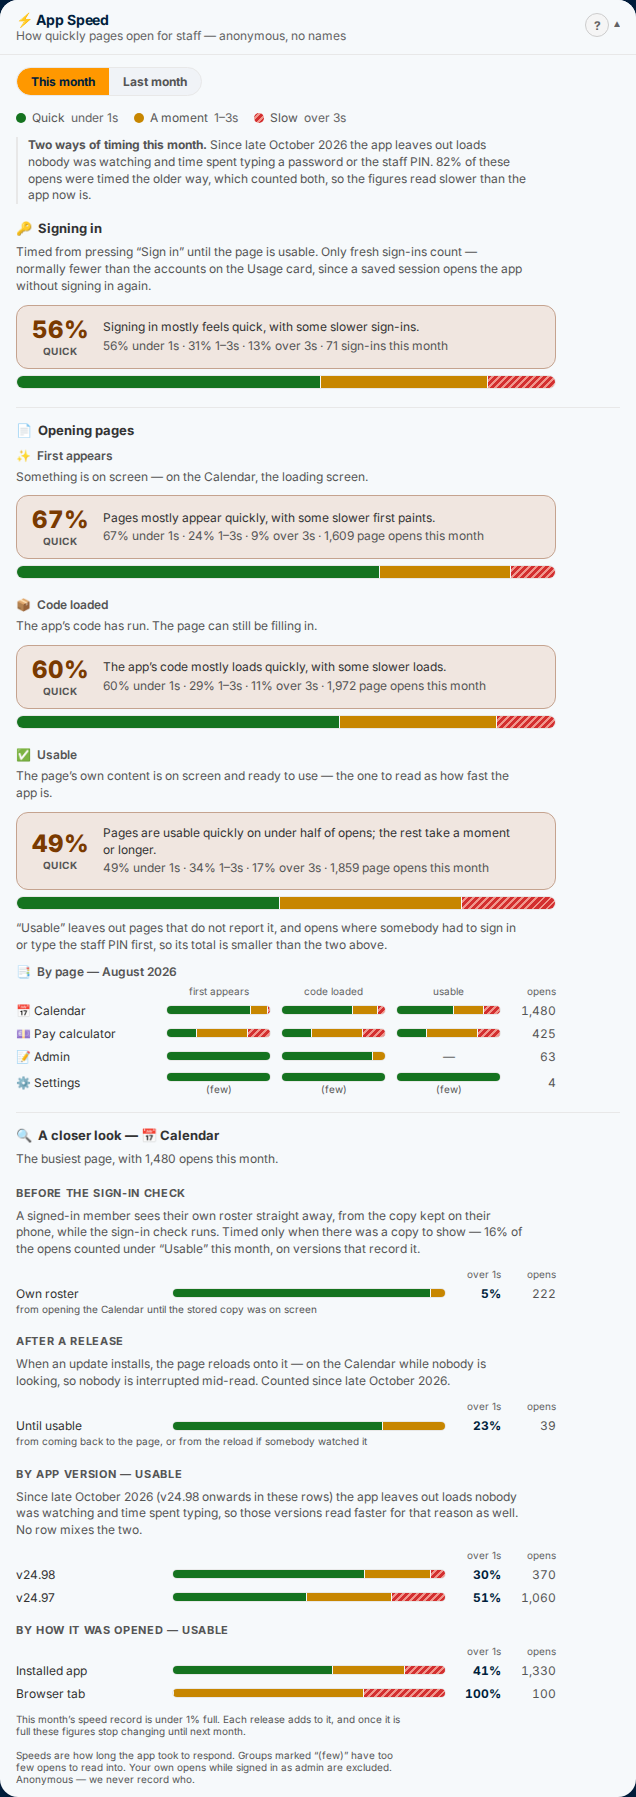 ⚡ App Speed
How quickly pages open for staff — anonymous, no names
? ▲
This month Last month
Quick under 1s A moment 1–3s Slow over 3s
Two ways of timing this month. Since late October 2026 the app leaves out loads
nobody was watching and time spent typing a password or the staff PIN. 82% of these
opens were timed the older way, which counted both, so the figures read slower than the
app now is.
🔑 Signing in
Timed from pressing “Sign in” until the page is usable. Only fresh sign-ins count —
normally fewer than the accounts on the Usage card, since a saved session opens the app
without signing in again.
56%
QUICK
Signing in mostly feels quick, with some slower sign-ins.
56% under 1s · 31% 1–3s · 13% over 3s · 71 sign-ins this month
📄 Opening pages
✨ First appears
Something is on screen — on the Calendar, the loading screen.
67%
QUICK
Pages mostly appear quickly, with some slower first paints.
67% under 1s · 24% 1–3s · 9% over 3s · 1,609 page opens this month
📦 Code loaded
The app’s code has run. The page can still be filling in.
60%
QUICK
The app’s code mostly loads quickly, with some slower loads.
60% under 1s · 29% 1–3s · 11% over 3s · 1,972 page opens this month
✅ Usable
The page’s own content is on screen and ready to use — the one to read as how fast the
app is.
49%
QUICK
Pages are usable quickly on under half of opens; the rest take a moment
or longer.
49% under 1s · 34% 1–3s · 17% over 3s · 1,859 page opens this month
“Usable” leaves out pages that do not report it, and opens where somebody had to sign in
or type the staff PIN first, so its total is smaller than the two above.
📑 By page — August 2026
first appears code loaded usable opens
📅 Calendar 1,480
💷 Pay calculator 425
📝 Admin — 63
⚙️ Settings 4
(few) (few) (few)
🔍 A closer look — 📅 Calendar
The busiest page, with 1,480 opens this month.
BEFORE THE SIGN-IN CHECK
A signed-in member sees their own roster straight away, from the copy kept on their
phone, while the sign-in check runs. Timed only when there was a copy to show — 16% of
the opens counted under “Usable” this month, on versions that record it.
over 1s opens
Own roster 5% 222
from opening the Calendar until the stored copy was on screen
AFTER A RELEASE
When an update installs, the page reloads onto it — on the Calendar while nobody is
looking, so nobody is interrupted mid-read. Counted since late October 2026.
over 1s opens
Until usable 23% 39
from coming back to the page, or from the reload if somebody watched it
BY APP VERSION — USABLE
Since late October 2026 (v24.98 onwards in these rows) the app leaves out loads nobody
was watching and time spent typing, so those versions read faster for that reason as well.
No row mixes the two.
over 1s opens
v24.98 30% 370
v24.97 51% 1,060
BY HOW IT WAS OPENED — USABLE
over 1s opens
Installed app 41% 1,330
Browser tab 100% 100
This month’s speed record is under 1% full. Each release adds to it, and once it is
full these figures stop changing until next month.
Speeds are how long the app took to respond. Groups marked “(few)” have too
few opens to read into. Your own opens while signed in as admin are excluded.
Anonymous — we never record who.